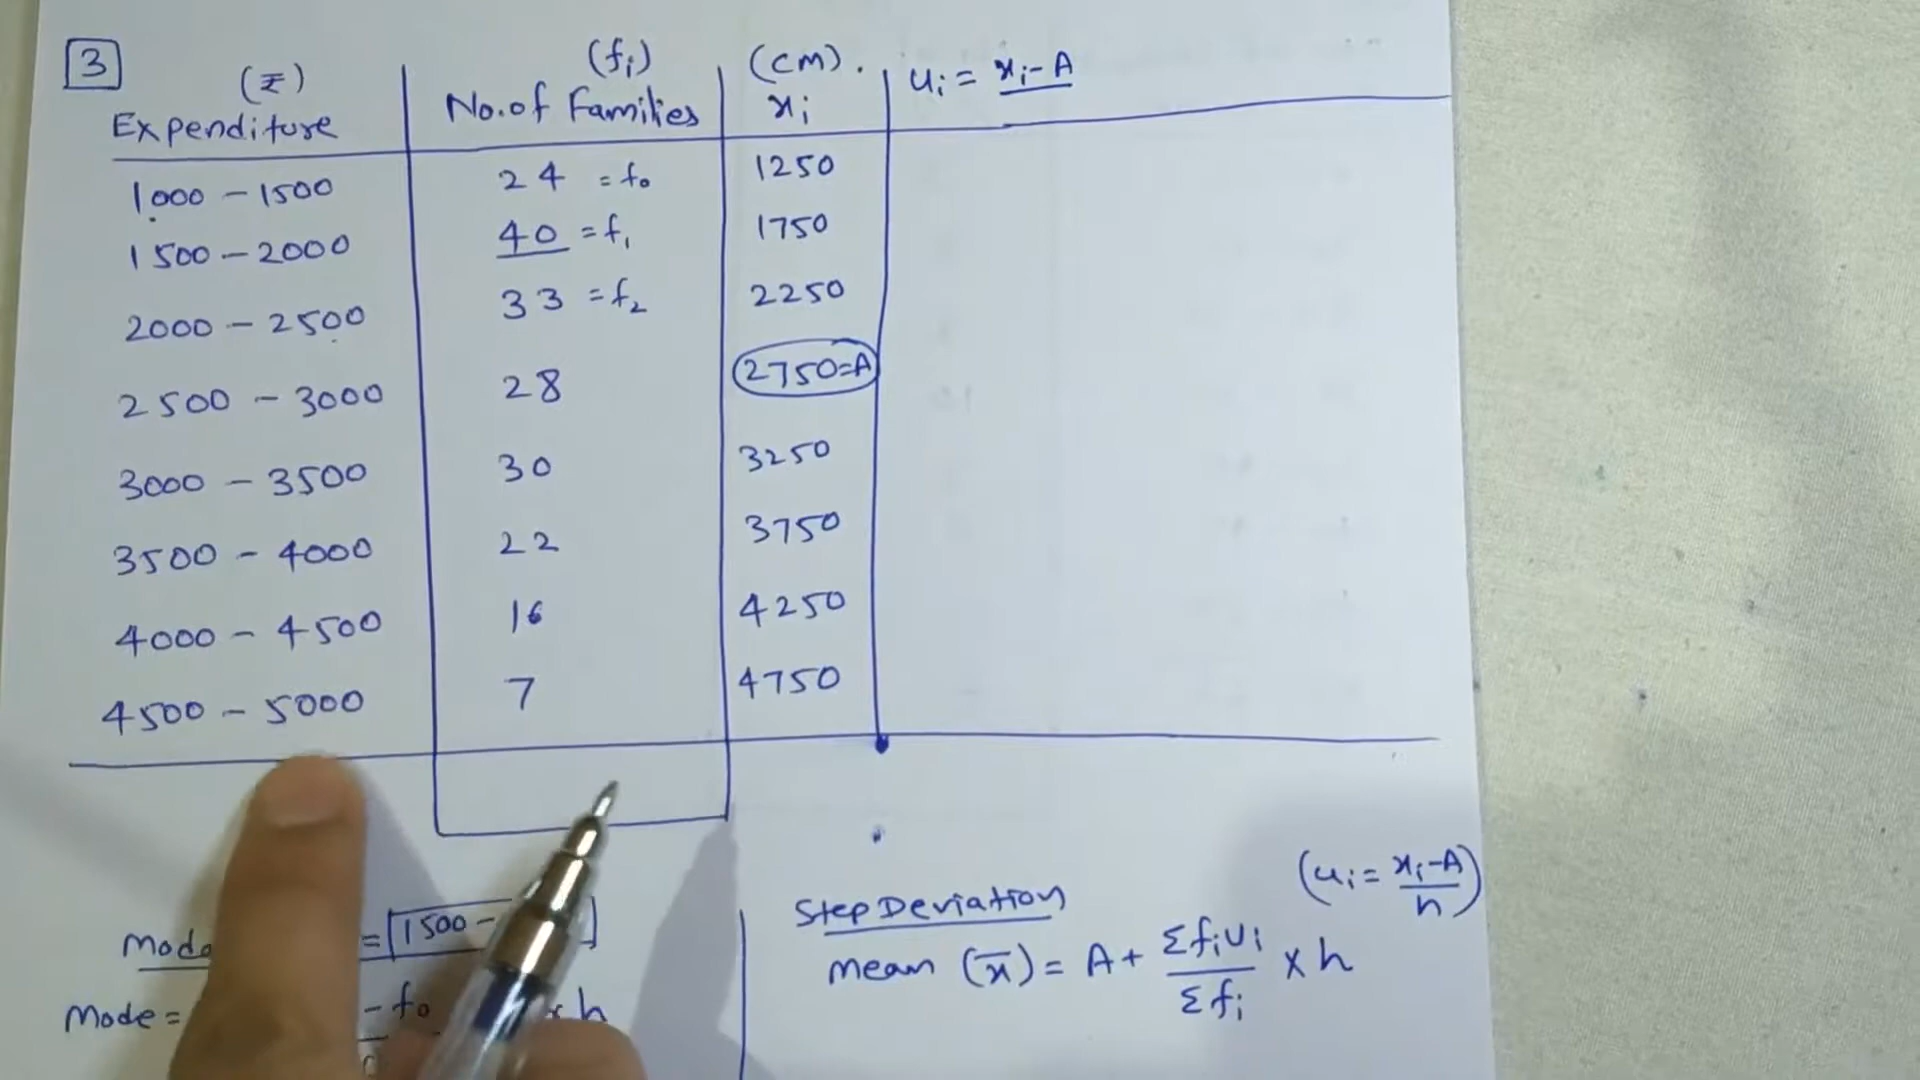 3
(₹) (fi) (cm).
Expenditure No. of Families xi ui = xi - A
1000 - 1500 24 = f₀ 1250
1500 - 2000 40 = f₁ 1750
2000 - 2500 33 = f₂ 2250
2500 - 3000 28 2750=A
3000 - 3500 30 3250
3500 - 4000 22 3750
4000 - 4500 16 4250
4500 - 5000 7 4750
(ui = xi-A/h)
Step Deviation
mean (x̄) = A + Σfiui/Σfi × h
= 1500 -
Mode = - f₀ × h